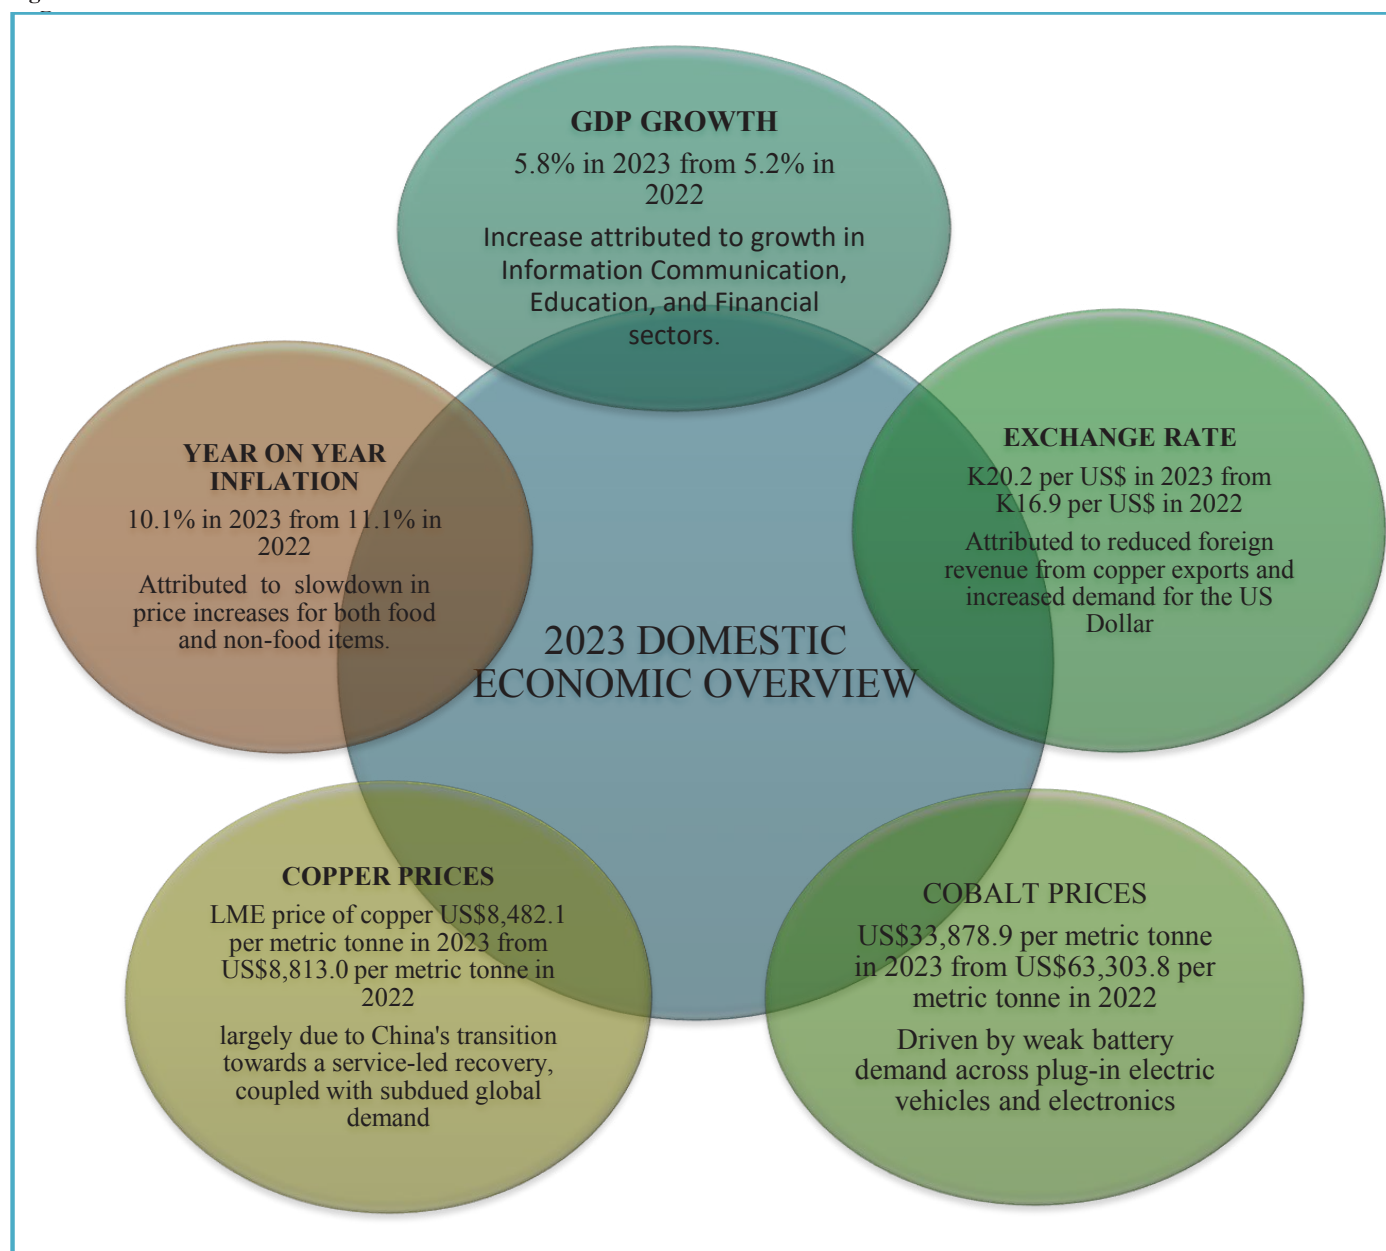 GDP GROWTH
5.8% in 2023 from 5.2% in
2022
Increase attributed to growth in
Information Communication,
Education, and Financial
sectors.
EXCHANGE RATE
K20.2 per US$ in 2023 from
K16.9 per US$ in 2022
Attributed to reduced foreign
revenue from copper exports and
increased demand for the US
Dollar
YEAR ON YEAR
INFLATION
10.1% in 2023 from 11.1% in
2022
Attributed to slowdown in
price increases for both food
and non-food items.
2023 DOMESTIC
ECONOMIC OVERVIEW
COPPER PRICES
LME price of copper US$8,482.1
per metric tonne in 2023 from
US$8,813.0 per metric tonne in
2022
largely due to China's transition
towards a service-led recovery,
coupled with subdued global
demand
COBALT PRICES
US$33,878.9 per metric tonne
in 2023 from US$63,303.8 per
metric tonne in 2022
Driven by weak battery
demand across plug-in electric
vehicles and electronics